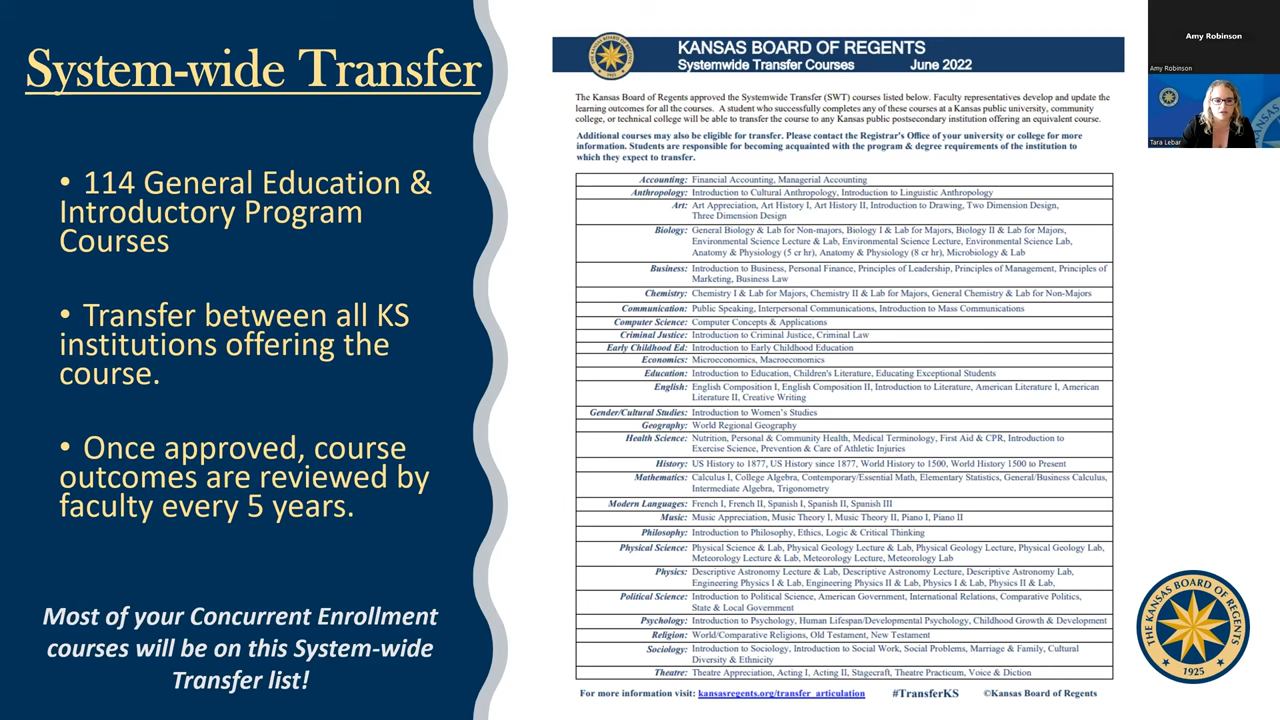 System-wide Transfer
• 114 General Education &
Introductory Program
Courses
• Transfer between all KS
institutions offering the
course.
• Once approved, course
outcomes are reviewed by
faculty every 5 years.
Most of your Concurrent Enrollment
courses will be on this System-wide
Transfer list!
KANSAS BOARD OF REGENTS
Systemwide Transfer Courses June 2022
The Kansas Board of Regents approved the Systemwide Transfer (SWT) courses listed below. Faculty representatives develop and update the
learning outcomes for all the courses. A student who successfully completes any of these courses at a Kansas public university, community
college, or technical college will be able to transfer the course to any Kansas public postsecondary institution offering an equivalent course.
Additional courses may also be eligible for transfer. Please contact the Registrar's Office of your university or college for more
information. Students are responsible for becoming acquainted with the program & degree requirements of the institution to
which they expect to transfer.
Accounting: Financial Accounting, Managerial Accounting
Anthropology: Introduction to Cultural Anthropology, Introduction to Linguistic Anthropology
Art: Art Appreciation, Art History I, Art History II, Introduction to Drawing, Two Dimension Design,
Three Dimension Design
Biology: General Biology & Lab for Non-majors, Biology I & Lab for Majors, Biology II & Lab for Majors,
Environmental Science Lecture & Lab, Environmental Science Lecture, Environmental Science Lab,
Anatomy & Physiology (5 cr hr), Anatomy & Physiology (8 cr hr), Microbiology & Lab
Business: Introduction to Business, Personal Finance, Principles of Leadership, Principles of Management, Principles of
Marketing, Business Law
Chemistry: Chemistry I & Lab for Majors, Chemistry II & Lab for Majors, General Chemistry & Lab for Non-Majors
Communication: Public Speaking, Interpersonal Communications, Introduction to Mass Communications
Computer Science: Computer Concepts & Applications
Criminal Justice: Introduction to Criminal Justice, Criminal Law
Early Childhood Ed: Introduction to Early Childhood Education
Economics: Microeconomics, Macroeconomics
Education: Introduction to Education, Children's Literature, Educating Exceptional Students
English: English Composition I, English Composition II, Introduction to Literature, American Literature I, American
Literature II, Creative Writing
Gender/Cultural Studies: Introduction to Women's Studies
Geography: World Regional Geography
Health Science: Nutrition, Personal & Community Health, Medical Terminology, First Aid & CPR, Introduction to
Exercise Science, Prevention & Care of Athletic Injuries
History: US History to 1877, US History since 1877, World History to 1500, World History 1500 to Present
Mathematics: Calculus I, College Algebra, Contemporary/Essential Math, Elementary Statistics, General/Business Calculus,
Intermediate Algebra, Trigonometry
Modern Languages: French I, French II, Spanish I, Spanish II, Spanish III
Music: Music Appreciation, Music Theory I, Music Theory II, Piano I, Piano II
Philosophy: Introduction to Philosophy, Ethics, Logic & Critical Thinking
Physical Science: Physical Science & Lab, Physical Geology Lecture & Lab, Physical Geology Lecture, Physical Geology Lab,
Meteorology Lecture & Lab, Meteorology Lecture, Meteorology Lab
Physics: Descriptive Astronomy Lecture & Lab, Descriptive Astronomy Lecture, Descriptive Astronomy Lab,
Engineering Physics I & Lab, Engineering Physics II & Lab, Physics I & Lab, Physics II & Lab,
Political Science: Introduction to Political Science, American Government, International Relations, Comparative Politics,
State & Local Government
Psychology: Introduction to Psychology, Human Lifespan/Developmental Psychology, Childhood Growth & Development
Religion: World/Comparative Religions, Old Testament, New Testament
Sociology: Introduction to Sociology, Introduction to Social Work, Social Problems, Marriage & Family, Cultural
Diversity & Ethnicity
Theatre: Theatre Appreciation, Acting I, Acting II, Stagecraft, Theatre Practicum, Voice & Diction
For more information visit: kansasregents.org/transfer_articulation #TransferKS ©Kansas Board of Regents
Amy Robinson
Amy Robinson
Tara Lebar
THE KANSAS BOARD OF REGENTS
1925